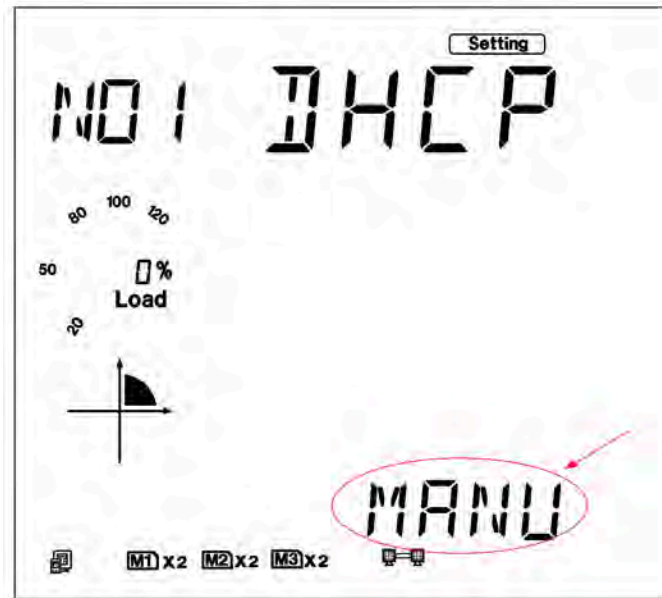 Setting
N01 DHCP
80 100 120
50 0%
Load
20
MANU
M1 X2 M2 X2 M3 X2